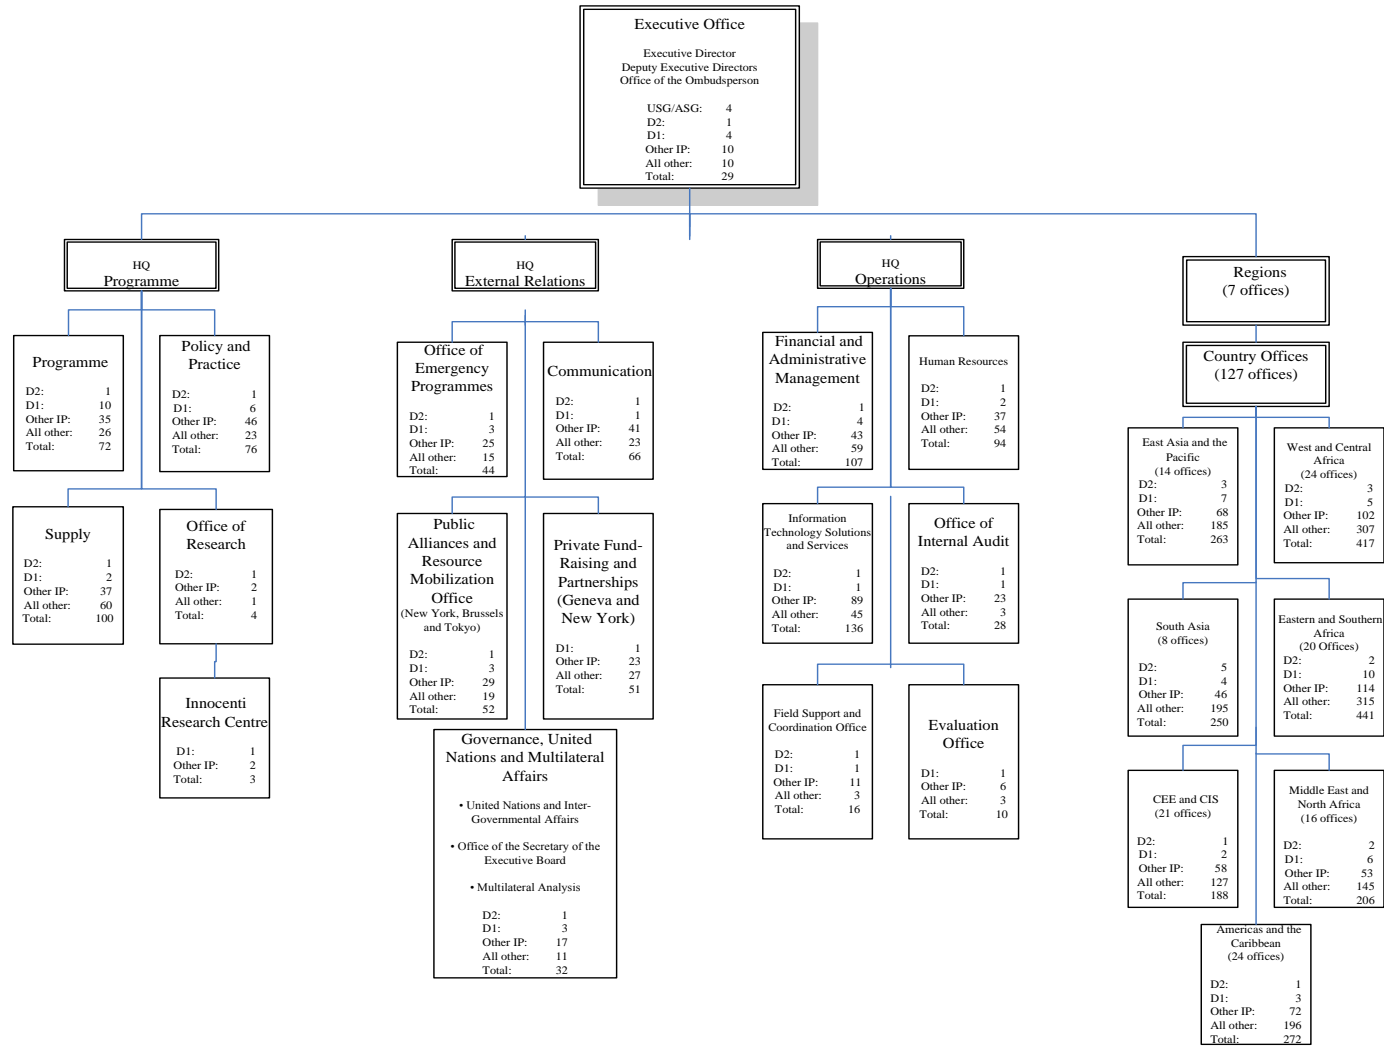 Executive Office
Executive Director
Deputy Executive Directors
Office of the Ombudsperson
USG/ASG: 4
D2: 1
D1: 4
Other IP: 10
All other: 10
Total: 29
HQ
Programme
HQ
External Relations
HQ
Operations
Regions
(7 offices)
Country Offices
(127 offices)
Programme
D2: 1
D1: 10
Other IP: 35
All other: 26
Total: 72
Policy and
Practice
D2: 1
D1: 6
Other IP: 46
All other: 23
Total: 76
Supply
D2: 1
D1: 2
Other IP: 37
All other: 60
Total: 100
Office of
Research
D2: 1
Other IP: 2
All other: 1
Total: 4
Innocenti
Research Centre
D1: 1
Other IP: 2
Total: 3
Office of
Emergency
Programmes
D2: 1
D1: 3
Other IP: 25
All other: 15
Total: 44
Communication
D2: 1
D1: 1
Other IP: 41
All other: 23
Total: 66
Public
Alliances and
Resource
Mobilization
Office
(New York, Brussels
and Tokyo)
D2: 1
D1: 3
Other IP: 29
All other: 19
Total: 52
Private Fund-
Raising and
Partnerships
(Geneva and
New York)
D1: 1
Other IP: 23
All other: 27
Total: 51
Governance, United
Nations and Multilateral
Affairs
• United Nations and Inter-
Governmental Affairs
• Office of the Secretary of the
Executive Board
• Multilateral Analysis
D2: 1
D1: 3
Other IP: 17
All other: 11
Total: 32
Financial and
Administrative
Management
D2: 1
D1: 4
Other IP: 43
All other: 59
Total: 107
Human Resources
D2: 1
D1: 2
Other IP: 37
All other: 54
Total: 94
Information
Technology Solutions
and Services
D2: 1
D1: 1
Other IP: 89
All other: 45
Total: 136
Office of
Internal Audit
D2: 1
D1: 1
Other IP: 23
All other: 3
Total: 28
Field Support and
Coordination Office
D2: 1
D1: 1
Other IP: 11
All other: 3
Total: 16
Evaluation
Office
D1: 1
Other IP: 6
All other: 3
Total: 10
East Asia and the
Pacific
(14 offices)
D2: 3
D1: 7
Other IP: 68
All other: 185
Total: 263
West and Central
Africa
(24 offices)
D2: 3
D1: 5
Other IP: 102
All other: 307
Total: 417
South Asia
(8 offices)
D2: 5
D1: 4
Other IP: 46
All other: 195
Total: 250
Eastern and Southern
Africa
(20 Offices)
D2: 2
D1: 10
Other IP: 114
All other: 315
Total: 441
CEE and CIS
(21 offices)
D2: 1
D1: 2
Other IP: 58
All other: 127
Total: 188
Middle East and
North Africa
(16 offices)
D2: 2
D1: 6
Other IP: 53
All other: 145
Total: 206
Americas and the
Caribbean
(24 offices)
D2: 1
D1: 3
Other IP: 72
All other: 196
Total: 272